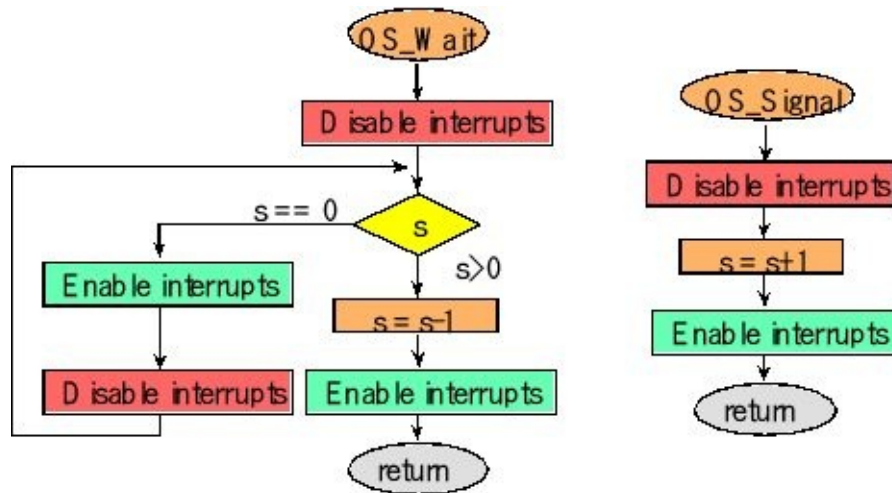 OS_Wait
Disable interrupts
s== 0
s
s>0
Enable interrupts
s= s-1
Disable interrupts
Enable interrupts
return
OS_Signal
Disable interrupts
s= s+1
Enable interrupts
return